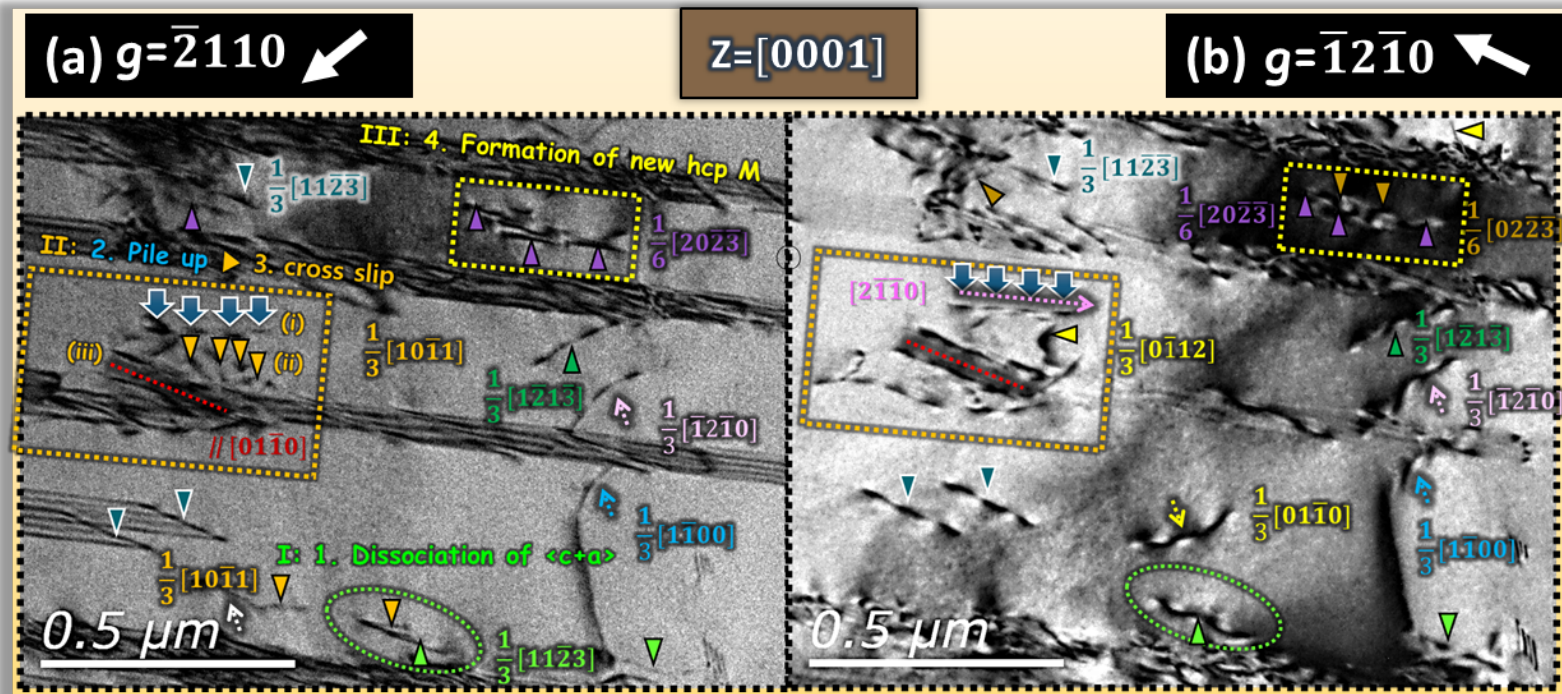 (a) g=2̅110
Z=[0001]
(b) g=1̅21̅0
III: 4. Formation of new hcp M
1/3[112̅3̅]
1/6[202̅3̅]
II: 2. Pile up ▶ 3. cross slip
(i)
(ii)
(iii)
1/3[101̅1]
1/3[12̅13̅]
1/3[1̅21̅0]
//[011̅0]
1/3[11̅00]
I: 1. Dissociation of <c+a>
1/3[101̅1]
1/3[112̅3]
0.5 μm
1/3[112̅3̅]
1/6[202̅3̅]
1/6[022̅3̅]
[21̅1̅0]
1/3[01̅12]
1/3[12̅13̅]
1/3[1̅21̅0]
1/3[011̅0]
1/3[11̅00]
0.5 μm